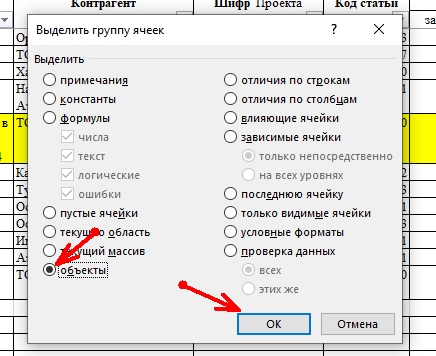 Контрагент
Шифр Проекта
Код статьи
за
Выделить группу ячеек
?
Выделить
примечания
константы
формулы
числа
текст
логические
ошибки
пустые ячейки
текущую область
текущий массив
объекты
отличия по строкам
отличия по столбцам
влияющие ячейки
зависимые ячейки
только непосредственно
на всех уровнях
последнюю ячейку
только видимые ячейки
условные форматы
проверка данных
всех
этих же
ОК
Отмена